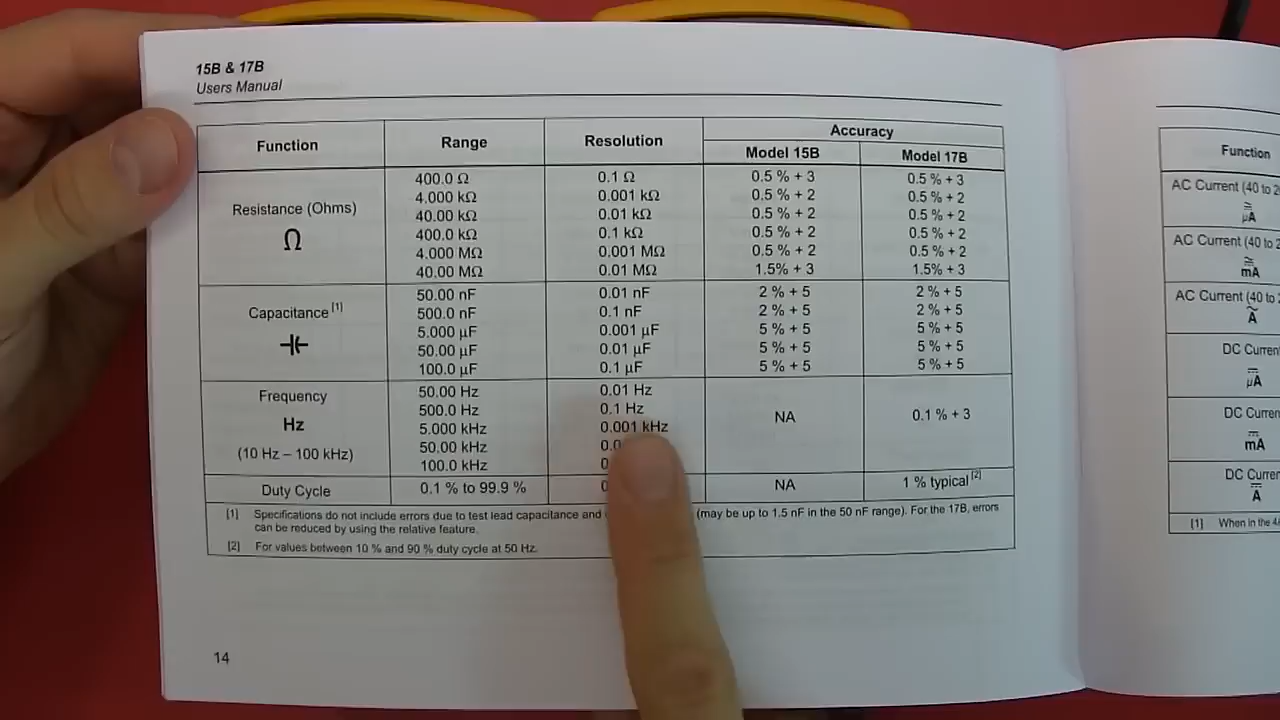 15B & 17B
Users Manual
Function Range Resolution Accuracy
Model 15B Model 17B
Resistance (Ohms)
Ω
400.0 Ω 0.1 Ω 0.5 % + 3 0.5 % + 3
4.000 kΩ 0.001 kΩ 0.5 % + 2 0.5 % + 2
40.00 kΩ 0.01 kΩ 0.5 % + 2 0.5 % + 2
400.0 kΩ 0.1 kΩ 0.5 % + 2 0.5 % + 2
4.000 MΩ 0.001 MΩ 0.5 % + 2 0.5 % + 2
40.00 MΩ 0.01 MΩ 1.5% + 3 1.5% + 3
Capacitance [1]
50.00 nF 0.01 nF 2 % + 5 2 % + 5
500.0 nF 0.1 nF 2 % + 5 2 % + 5
5.000 µF 0.001 µF 5 % + 5 5 % + 5
50.00 µF 0.01 µF 5 % + 5 5 % + 5
100.0 µF 0.1 µF 5 % + 5 5 % + 5
Frequency
Hz
(10 Hz – 100 kHz)
50.00 Hz 0.01 Hz
500.0 Hz 0.1 Hz NA 0.1 % + 3
5.000 kHz 0.001 kHz
50.00 kHz
100.0 kHz
Duty Cycle 0.1 % to 99.9 % NA 1 % typical [2]
[1] Specifications do not include errors due to test lead capacitance and (may be up to 1.5 nF in the 50 nF range). For the 17B, errors
can be reduced by using the relative feature.
[2] For values between 10 % and 90 % duty cycle at 50 Hz.
14
Function
AC Current (40 to
µA
AC Current (40 to
mA
AC Current (40 to
A
DC Current
µA
DC Current
mA
DC Current
A
[1] When in the